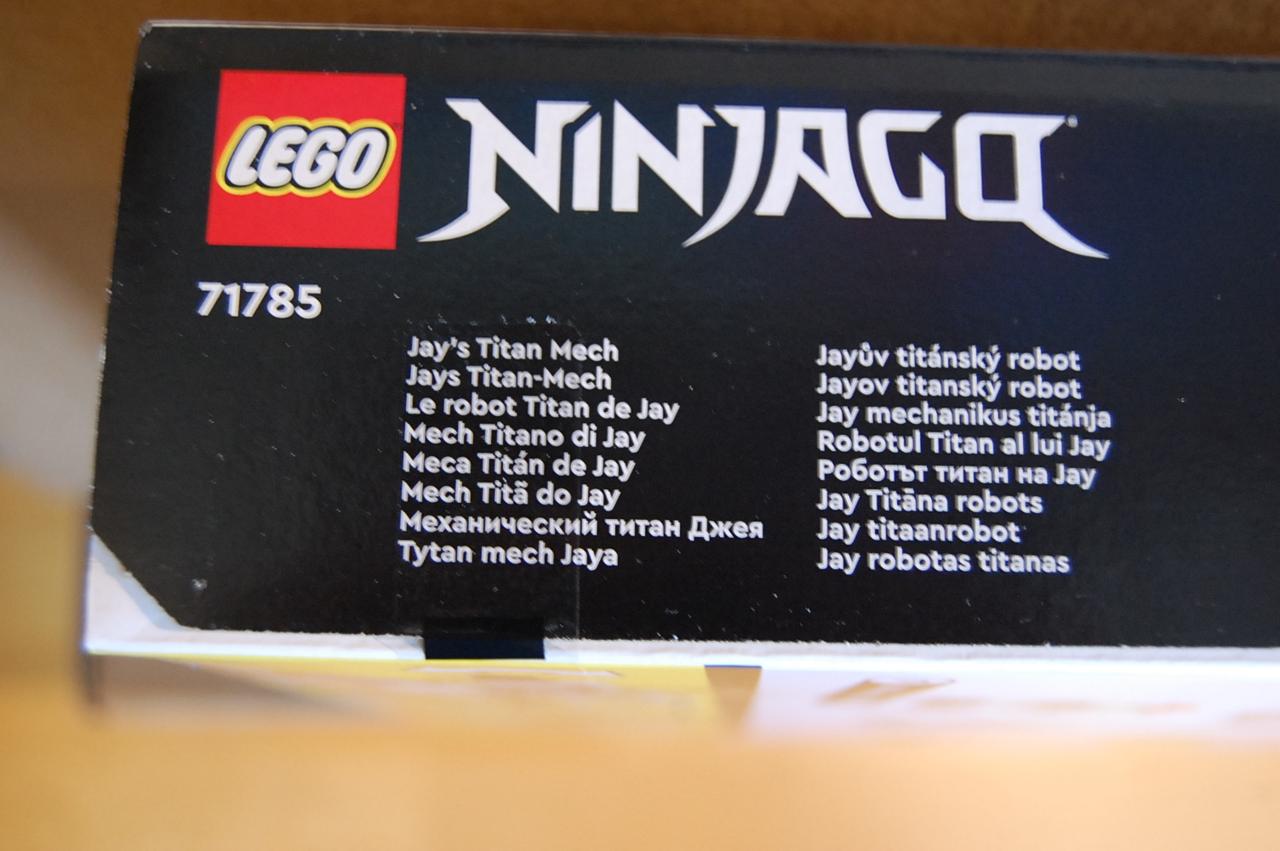 LEGO
NINJAGO
71785
Jay's Titan Mech
Jays Titan-Mech
Le robot Titan de Jay
Mech Titano di Jay
Meca Titán de Jay
Mech Titã do Jay
Механический титан Джея
Tytan mech Jaya
Jayův titánský robot
Jayov titanský robot
Jay mechanikus titánja
Robotul Titan al lui Jay
Роботът титан на Jay
Jay Titāna robots
Jay titaanrobot
Jay robotas titanas